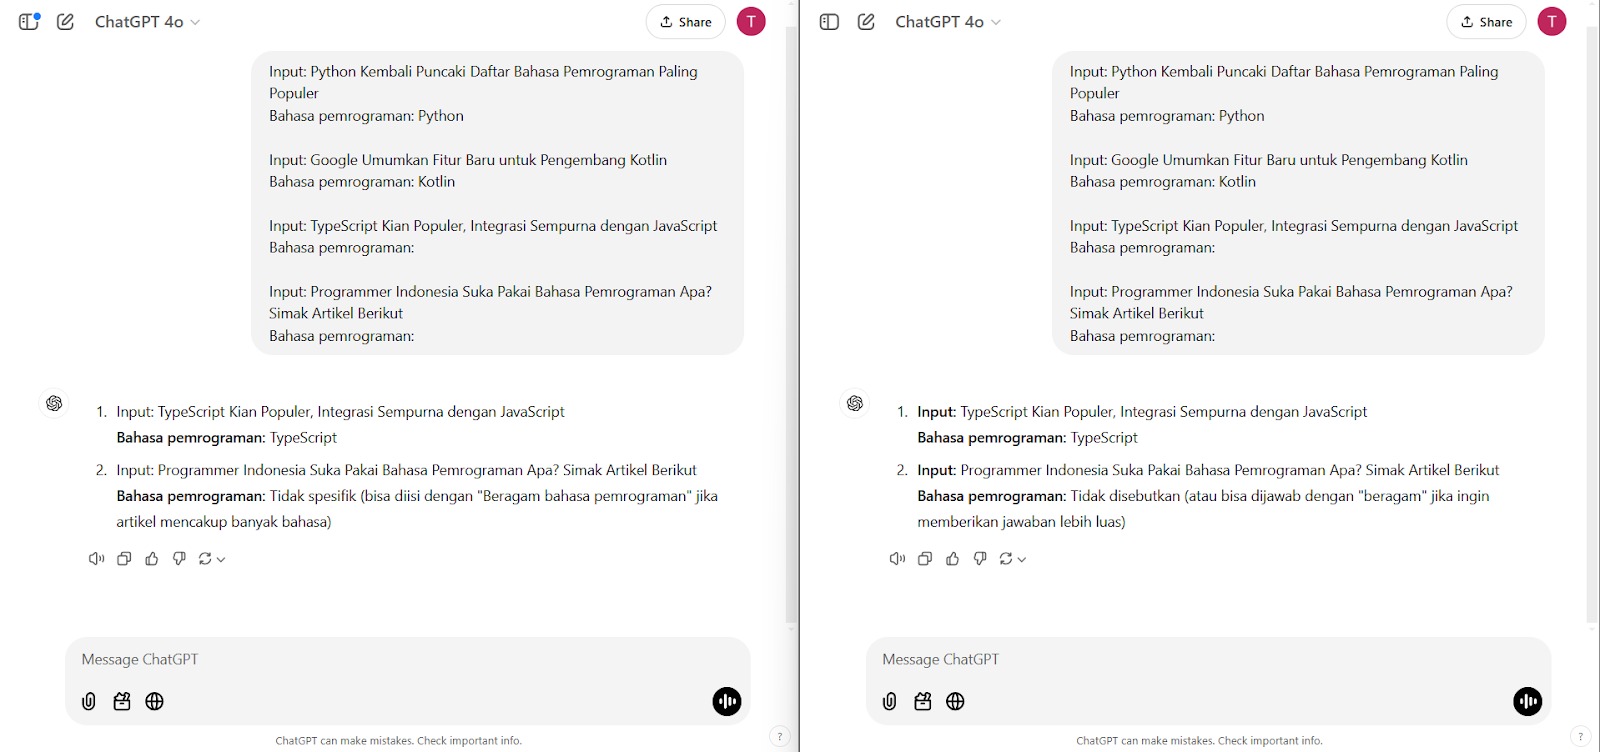 ChatGPT 4o
Share
T
Input: Python Kembali Puncaki Daftar Bahasa Pemrograman Paling
Populer
Bahasa pemrograman: Python
Input: Google Umumkan Fitur Baru untuk Pengembang Kotlin
Bahasa pemrograman: Kotlin
Input: TypeScript Kian Populer, Integrasi Sempurna dengan JavaScript
Bahasa pemrograman:
Input: Programmer Indonesia Suka Pakai Bahasa Pemrograman Apa?
Simak Artikel Berikut
Bahasa pemrograman:
1. Input: TypeScript Kian Populer, Integrasi Sempurna dengan JavaScript
Bahasa pemrograman: TypeScript
2. Input: Programmer Indonesia Suka Pakai Bahasa Pemrograman Apa? Simak Artikel Berikut
Bahasa pemrograman: Tidak spesifik (bisa diisi dengan "Beragam bahasa pemrograman" jika
artikel mencakup banyak bahasa)
Message ChatGPT
ChatGPT can make mistakes. Check important info.
?
ChatGPT 4o
Share
T
Input: Python Kembali Puncaki Daftar Bahasa Pemrograman Paling
Populer
Bahasa pemrograman: Python
Input: Google Umumkan Fitur Baru untuk Pengembang Kotlin
Bahasa pemrograman: Kotlin
Input: TypeScript Kian Populer, Integrasi Sempurna dengan JavaScript
Bahasa pemrograman:
Input: Programmer Indonesia Suka Pakai Bahasa Pemrograman Apa?
Simak Artikel Berikut
Bahasa pemrograman:
1. Input: TypeScript Kian Populer, Integrasi Sempurna dengan JavaScript
Bahasa pemrograman: TypeScript
2. Input: Programmer Indonesia Suka Pakai Bahasa Pemrograman Apa? Simak Artikel Berikut
Bahasa pemrograman: Tidak disebutkan (atau bisa dijawab dengan "beragam" jika ingin
memberikan jawaban lebih luas)
Message ChatGPT
ChatGPT can make mistakes. Check important info.
?